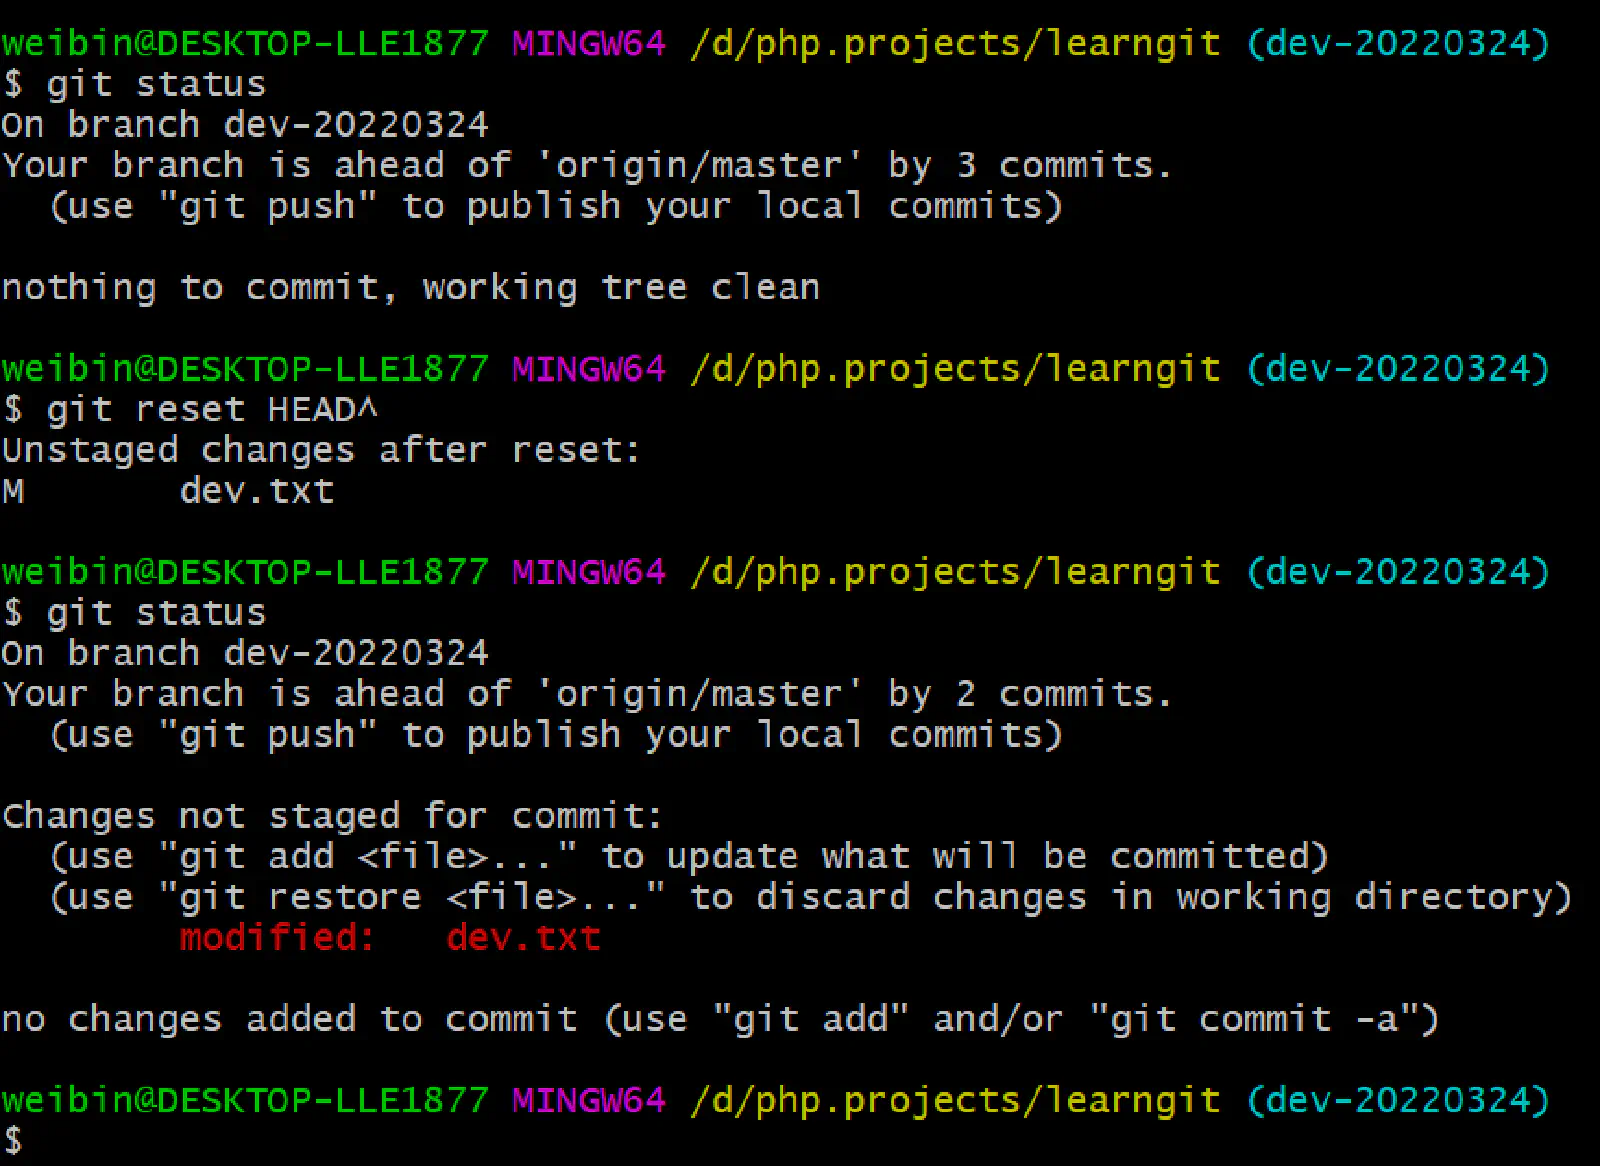 weibin@DESKTOP-LLE1877 MINGW64 /d/php.projects/learngit (dev-20220324)
$ git status
On branch dev-20220324
Your branch is ahead of 'origin/master' by 3 commits.
  (use "git push" to publish your local commits)

nothing to commit, working tree clean

weibin@DESKTOP-LLE1877 MINGW64 /d/php.projects/learngit (dev-20220324)
$ git reset HEAD^
Unstaged changes after reset:
M       dev.txt

weibin@DESKTOP-LLE1877 MINGW64 /d/php.projects/learngit (dev-20220324)
$ git status
On branch dev-20220324
Your branch is ahead of 'origin/master' by 2 commits.
  (use "git push" to publish your local commits)

Changes not staged for commit:
  (use "git add <file>..." to update what will be committed)
  (use "git restore <file>..." to discard changes in working directory)
        modified:   dev.txt

no changes added to commit (use "git add" and/or "git commit -a")

weibin@DESKTOP-LLE1877 MINGW64 /d/php.projects/learngit (dev-20220324)
$